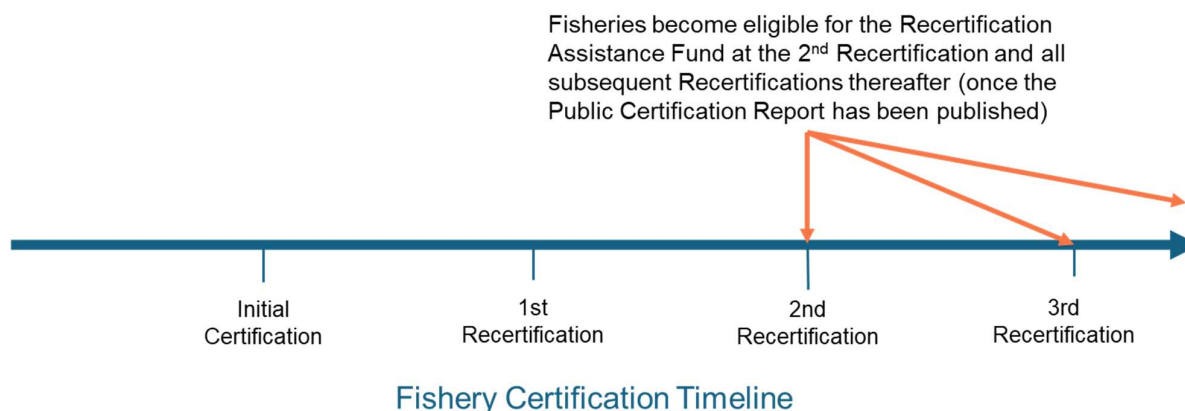 Fisheries become eligible for the Recertification
Assistance Fund at the 2nd Recertification and all
subsequent Recertifications thereafter (once the
Public Certification Report has been published)
Initial
Certification
1st
Recertification
2nd
Recertification
3rd
Recertification
Fishery Certification Timeline